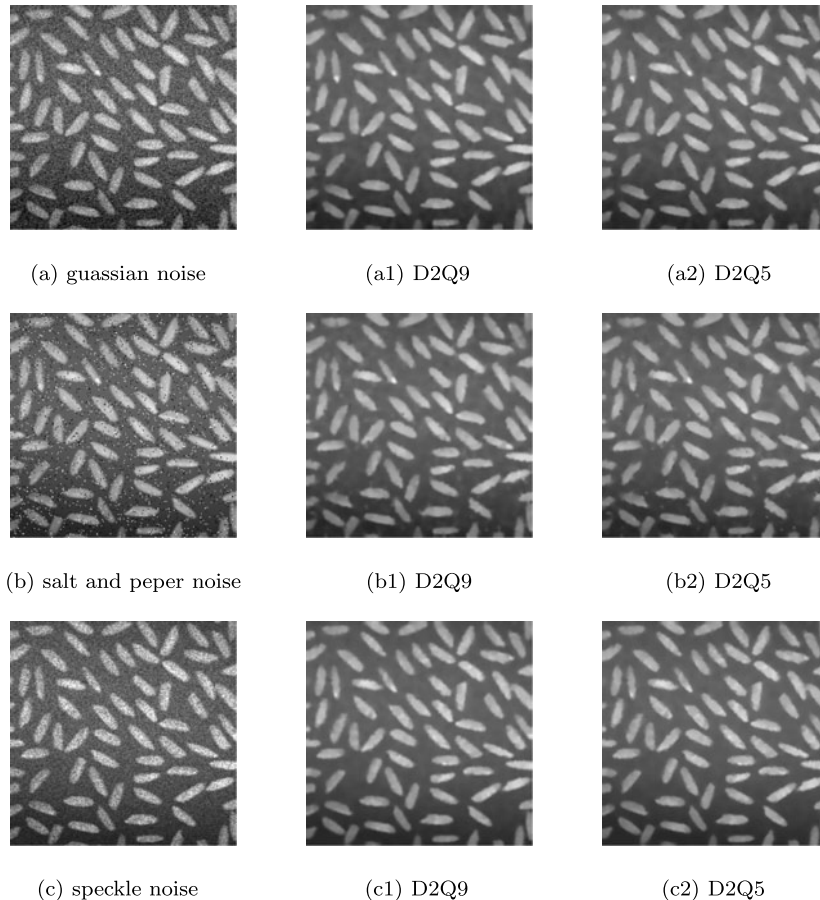 (a) guassian noise
(a1) D2Q9
(a2) D2Q5
(b) salt and peper noise
(b1) D2Q9
(b2) D2Q5
(c) speckle noise
(c1) D2Q9
(c2) D2Q5